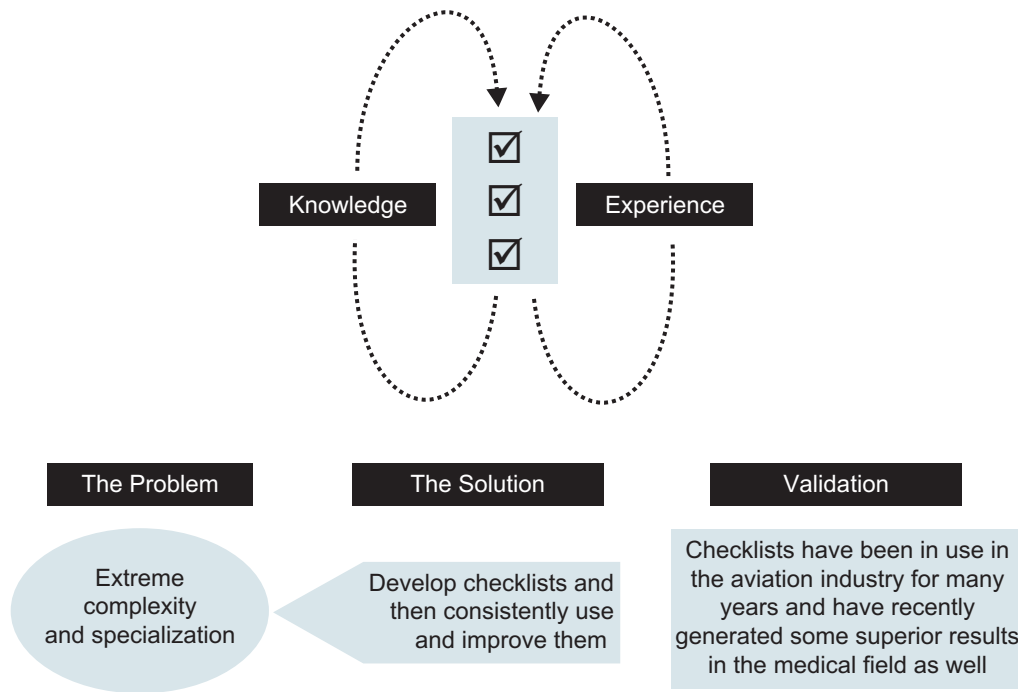 Knowledge
Experience
The Problem
The Solution
Validation
Extreme
complexity
and specialization
Develop checklists and
then consistently use
and improve them
Checklists have been in use in
the aviation industry for many
years and have recently
generated some superior results
in the medical field as well